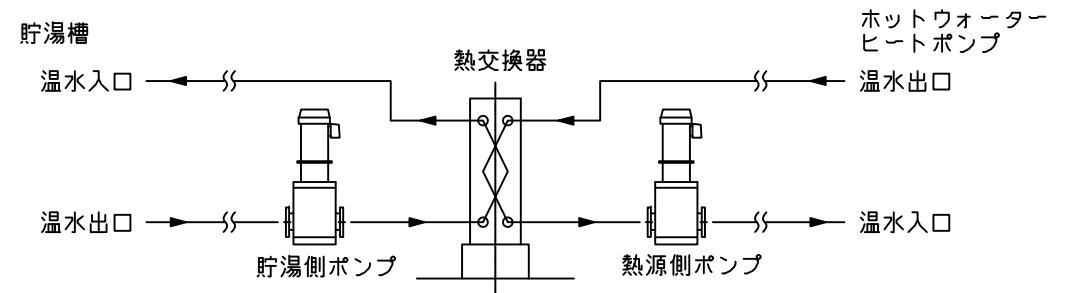 貯湯槽
温水入口
温水出口
貯湯側ポンプ
熱交換器
熱源側ポンプ
ホットウォーター
ヒートポンプ
温水出口
温水入口